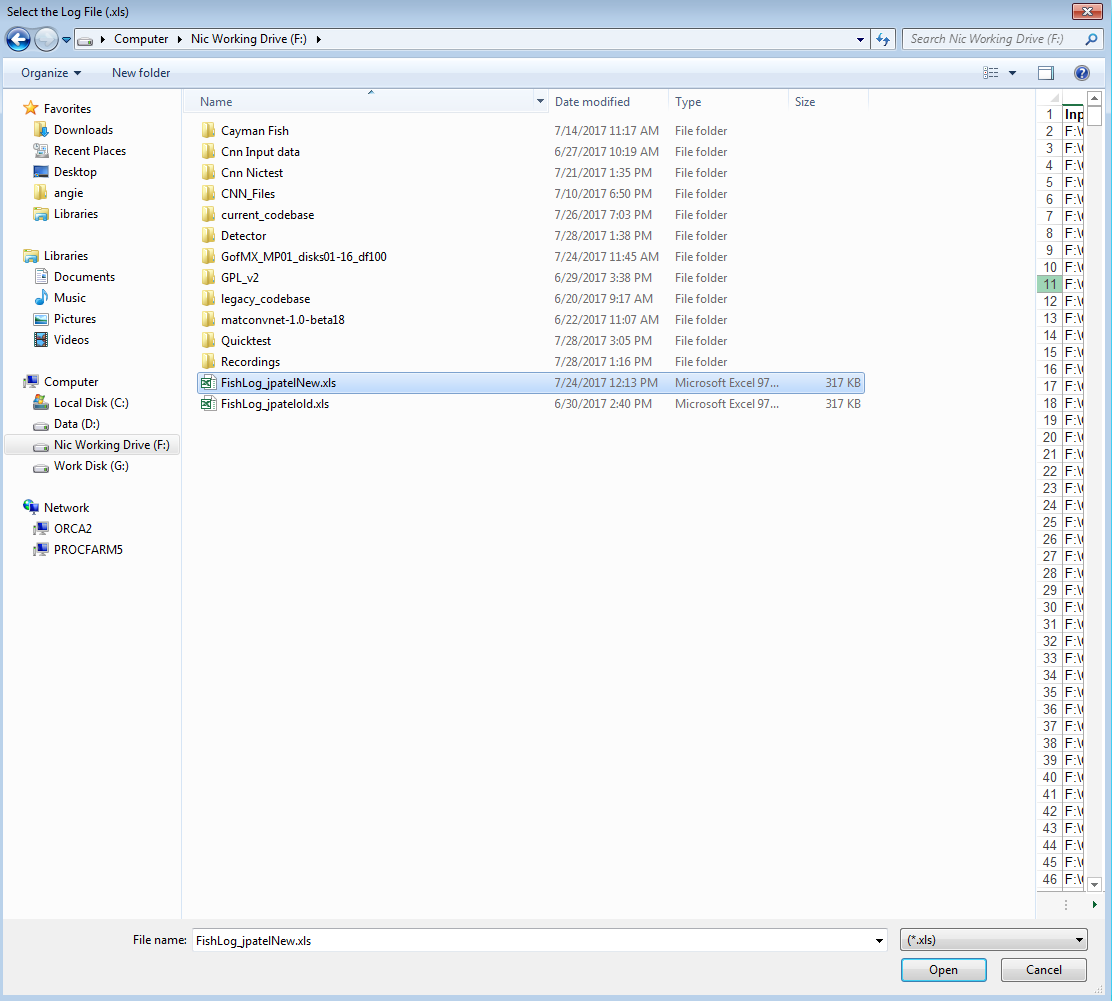 Select the Log File (.xls)
Computer Nic Working Drive (F:)
Search Nic Working Drive (F:)
Organize New folder
Favorites
Downloads
Recent Places
Desktop
angie
Libraries
Libraries
Documents
Music
Pictures
Videos
Computer
Local Disk (C:)
Data (D:)
Nic Working Drive (F:)
Work Disk (G:)
Network
ORCA2
PROCFARM5
Name Date modified Type Size
Cayman Fish 7/14/2017 11:17 AM File folder
Cnn Input data 6/27/2017 10:19 AM File folder
Cnn Nictest 7/21/2017 1:35 PM File folder
CNN_Files 7/10/2017 6:50 PM File folder
current_codebase 7/26/2017 7:03 PM File folder
Detector 7/28/2017 1:38 PM File folder
GofMX_MP01_disks01-16_df100 7/24/2017 11:45 AM File folder
GPL_v2 6/29/2017 3:38 PM File folder
legacy_codebase 6/20/2017 9:17 AM File folder
matconvnet-1.0-beta18 6/22/2017 11:07 AM File folder
Quicktest 7/28/2017 3:05 PM File folder
Recordings 7/28/2017 1:16 PM File folder
FishLog_jpatelNew.xls 7/24/2017 12:13 PM Microsoft Excel 97... 317 KB
FishLog_jpatelold.xls 6/30/2017 2:40 PM Microsoft Excel 97... 317 KB
1 Inp
2 F:\
3 F:\
4 F:\
5 F:\
6 F:\
7 F:\
8 F:\
9 F:\
10 F:\
11 F:\
12 F:\
13 F:\
14 F:\
15 F:\
16 F:\
17 F:\
18 F:\
19 F:\
20 F:\
21 F:\
22 F:\
23 F:\
24 F:\
25 F:\
26 F:\
27 F:\
28 F:\
29 F:\
30 F:\
31 F:\
32 F:\
33 F:\
34 F:\
35 F:\
36 F:\
37 F:\
38 F:\
39 F:\
40 F:\
41 F:\
42 F:\
43 F:\
44 F:\
45 F:\
46 F:\
File name: FishLog_jpatelNew.xls (*.xls)
Open Cancel